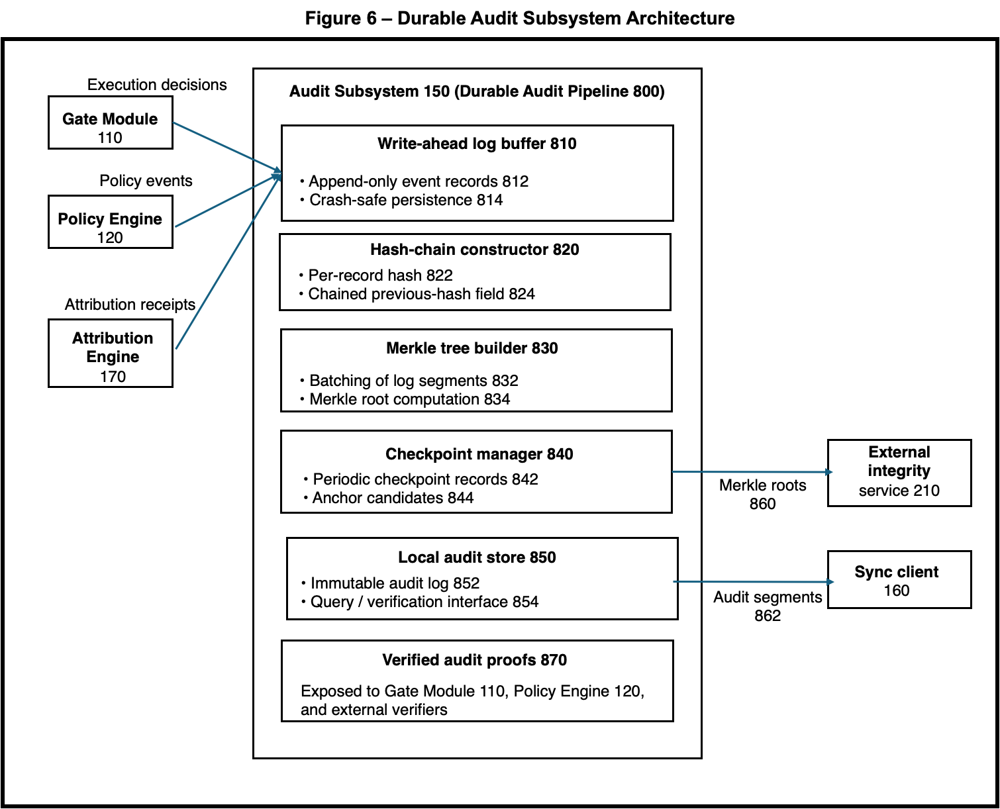 Figure 6 – Durable Audit Subsystem Architecture
Execution decisions
Gate Module
110
Policy events
Policy Engine
120
Attribution receipts
Attribution
Engine
170
Audit Subsystem 150 (Durable Audit Pipeline 800)
Write-ahead log buffer 810
• Append-only event records 812
• Crash-safe persistence 814
Hash-chain constructor 820
• Per-record hash 822
• Chained previous-hash field 824
Merkle tree builder 830
• Batching of log segments 832
• Merkle root computation 834
Checkpoint manager 840
• Periodic checkpoint records 842
• Anchor candidates 844
Merkle roots
860
External
integrity
service 210
Local audit store 850
• Immutable audit log 852
• Query / verification interface 854
Audit segments
862
Sync client
160
Verified audit proofs 870
Exposed to Gate Module 110, Policy Engine 120,
and external verifiers